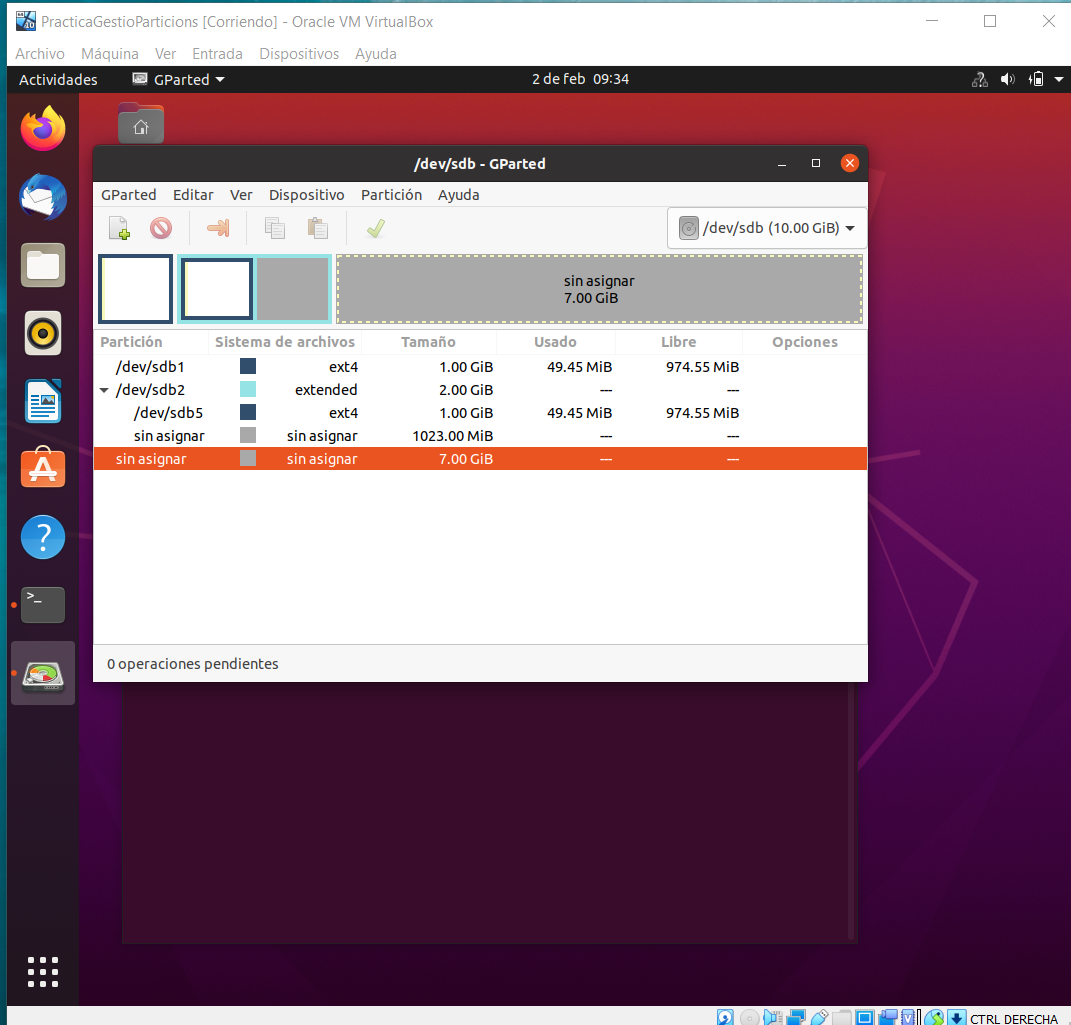 PracticaGestioParticions [Corriendo] - Oracle VM VirtualBox
Archivo Máquina Ver Entrada Dispositivos Ayuda
Actividades GParted 2 de feb 09:34
/dev/sdb - GParted
GParted Editar Ver Dispositivo Partición Ayuda
/dev/sdb (10.00 GiB)
sin asignar
7.00 GiB
Partición Sistema de archivos Tamaño Usado Libre Opciones
/dev/sdb1 ext4 1.00 GiB 49.45 MiB 974.55 MiB
/dev/sdb2 extended 2.00 GiB --- ---
/dev/sdb5 ext4 1.00 GiB 49.45 MiB 974.55 MiB
sin asignar sin asignar 1023.00 MiB --- ---
sin asignar sin asignar 7.00 GiB --- ---
0 operaciones pendientes
CTRL DERECHA